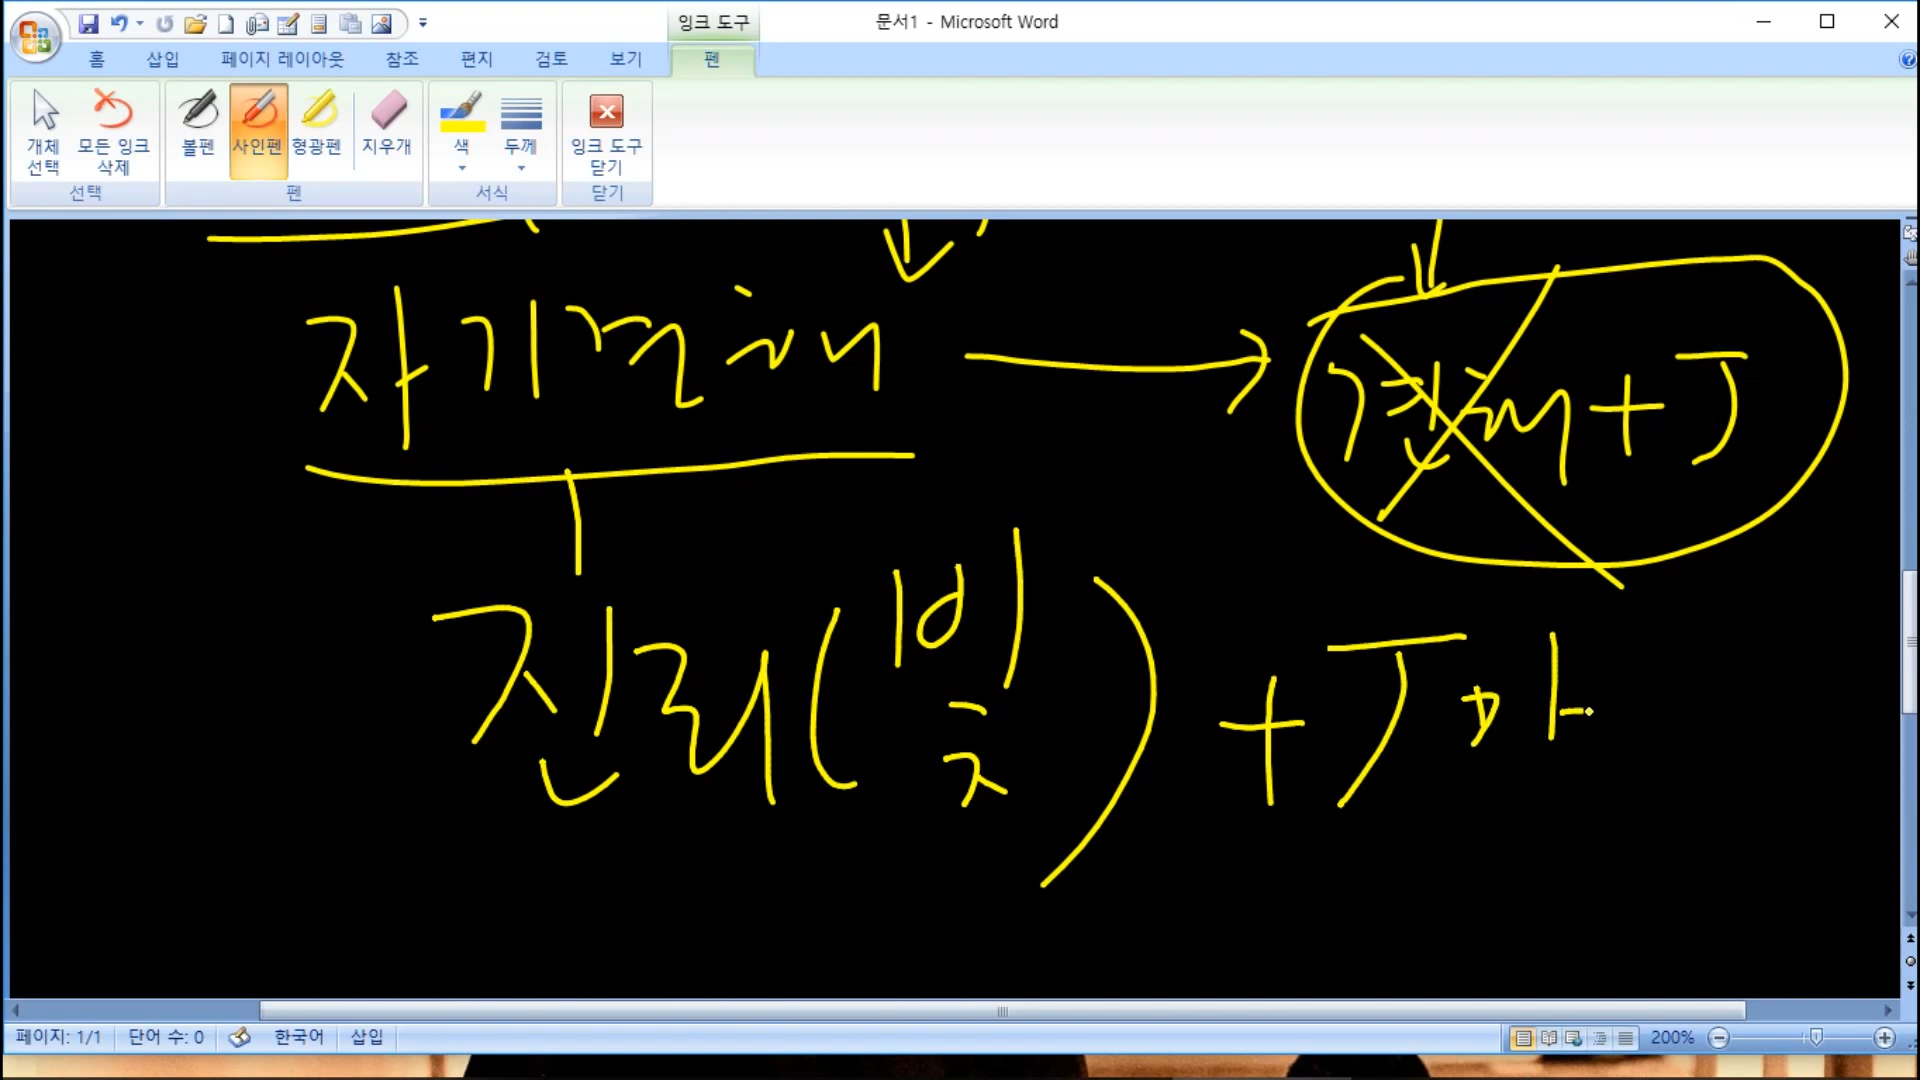 잉크 도구
문서1 - Microsoft Word
홈 삽입 페이지 레이아웃 참조 편지 검토 보기 펜
개체 선택 모든 잉크 삭제 볼펜 사인펜 형광펜 지우개 색 두께 잉크 도구 닫기
선택 펜 서식 닫기
자기
+ J
진리( 빛 ) + J
페이지: 1/1 단어 수: 0 한국어 삽입 200%